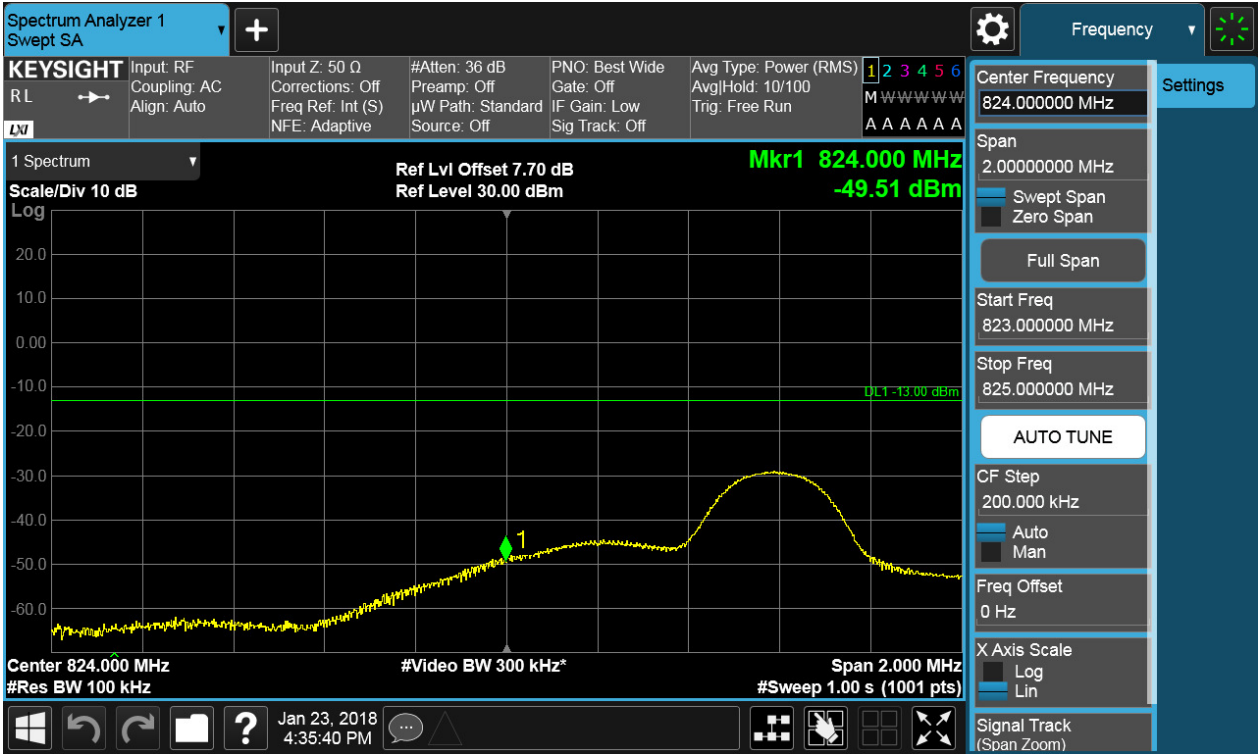 Spectrum Analyzer 1
Swept SA
Frequency
KEYSIGHT
R L
LXI
Input: RF
Coupling: AC
Align: Auto
Input Z: 50 Ω
Corrections: Off
Freq Ref: Int (S)
NFE: Adaptive
#Atten: 36 dB
Preamp: Off
µW Path: Standard
Source: Off
PNO: Best Wide
Gate: Off
IF Gain: Low
Sig Track: Off
Avg Type: Power (RMS)
Avg|Hold: 10/100
Trig: Free Run
1 2 3 4 5 6
M W W W W W
A A A A A A
1 Spectrum
Scale/Div 10 dB
Log
Ref Lvl Offset 7.70 dB
Ref Level 30.00 dBm
Mkr1 824.000 MHz
-49.51 dBm
20.0
10.0
0.00
-10.0
DL1 -13.00 dBm
-20.0
-30.0
-40.0
1
-50.0
-60.0
Center 824.000 MHz
#Video BW 300 kHz*
Span 2.000 MHz
#Res BW 100 kHz
#Sweep 1.00 s (1001 pts)
Jan 23, 2018
4:35:40 PM
Center Frequency
824.000000 MHz
Settings
Span
2.00000000 MHz
Swept Span
Zero Span
Full Span
Start Freq
823.000000 MHz
Stop Freq
825.000000 MHz
AUTO TUNE
CF Step
200.000 kHz
Auto
Man
Freq Offset
0 Hz
X Axis Scale
Log
Lin
Signal Track
(Span Zoom)